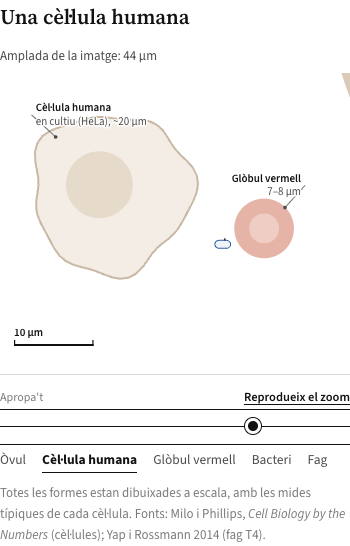 Una cèl·lula humana
Amplada de la imatge: 44 µm
Cèl·lula humana
en cultiu (HeLa), ~20 µm
Glòbul vermell
7–8 µm
10 µm
Apropa't
Reprodueix el zoom
Òvul Cèl·lula humana Glòbul vermell Bacteri Fag
Totes les formes estan dibuixades a escala, amb les mides
típiques de cada cèl·lula. Fonts: Milo i Phillips, Cell Biology by the
Numbers (cèl·lules); Yap i Rossmann 2014 (fag T4).